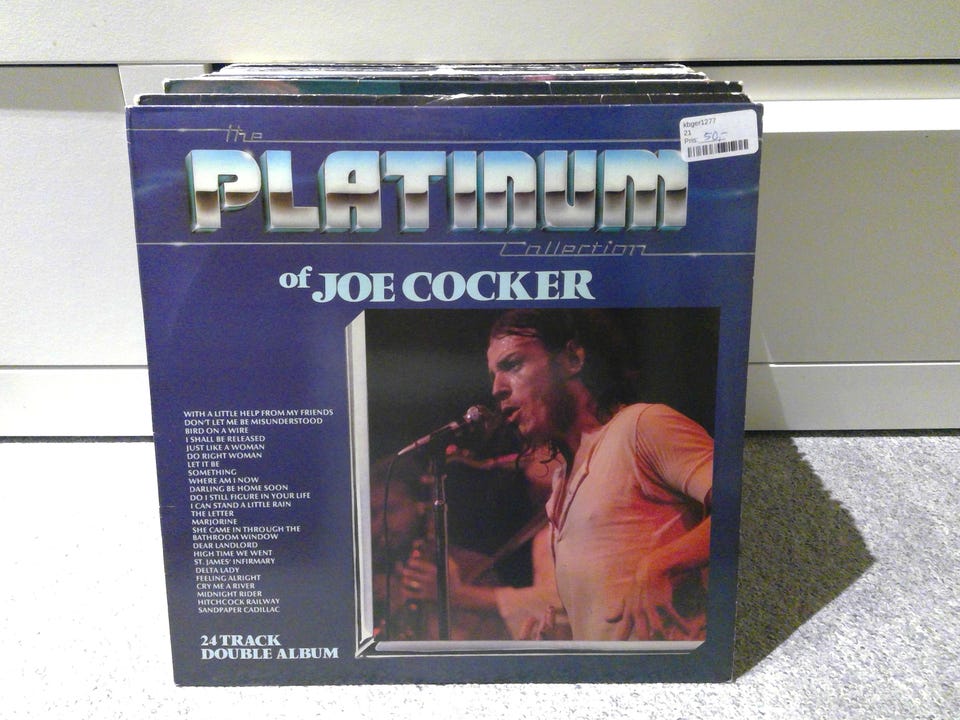 the
PLATINUM
Collection
of JOE COCKER
kbger1277
21
Pris: 50,-
WITH A LITTLE HELP FROM MY FRIENDS
DON'T LET ME BE MISUNDERSTOOD
BIRD ON A WIRE
I SHALL BE RELEASED
JUST LIKE A WOMAN
DO RIGHT WOMAN
LET IT BE
SOMETHING
WHERE AM I NOW
DARLING BE HOME SOON
DO I STILL FIGURE IN YOUR LIFE
I CAN STAND A LITTLE RAIN
THE LETTER
MARJORINE
SHE CAME IN THROUGH THE
BATHROOM WINDOW
DEAR LANDLORD
HIGH TIME WE WENT
ST. JAMES' INFIRMARY
DELTA LADY
FEELING ALRIGHT
CRY ME A RIVER
MIDNIGHT RIDER
HITCHCOCK RAILWAY
SANDPAPER CADILLAC
24 TRACK
DOUBLE ALBUM